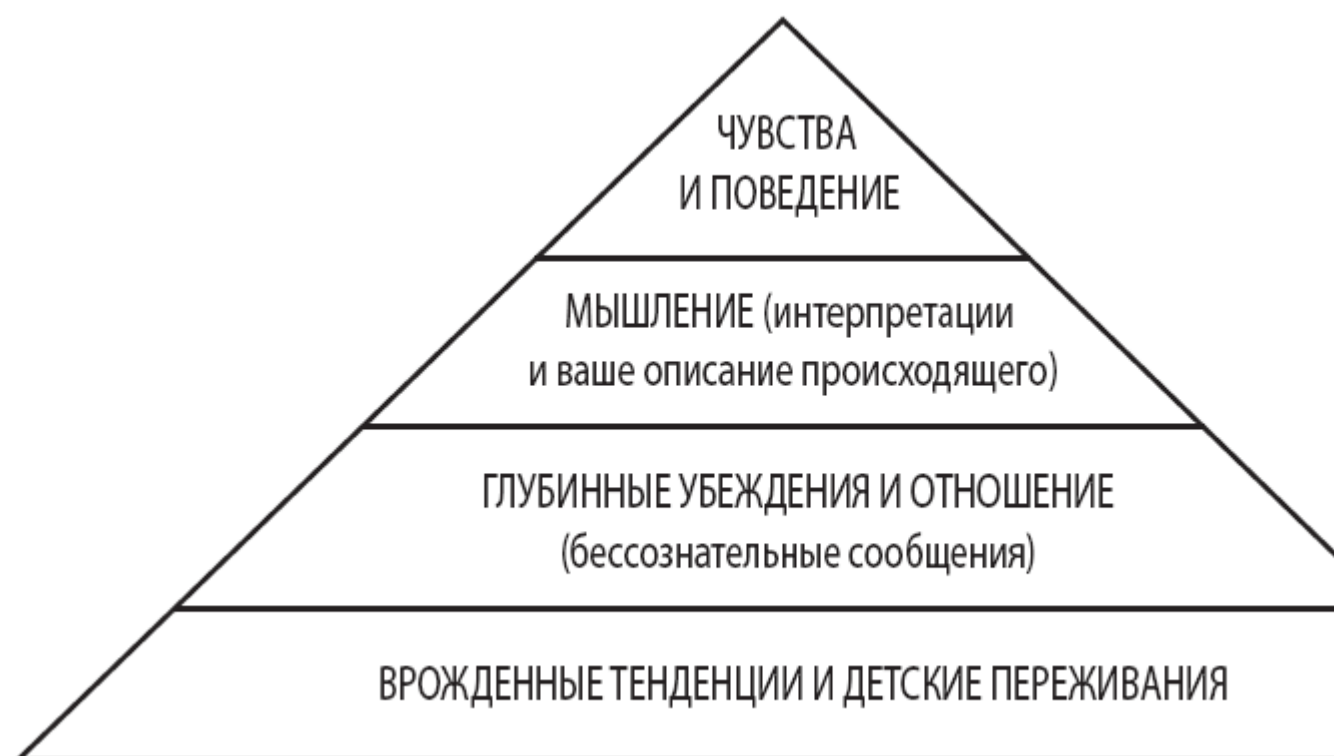 ЧУВСТВА
И ПОВЕДЕНИЕ
МЫШЛЕНИЕ (интерпретации
и ваше описание происходящего)
ГЛУБИННЫЕ УБЕЖДЕНИЯ И ОТНОШЕНИЕ
(бессознательные сообщения)
ВРОЖДЕННЫЕ ТЕНДЕНЦИИ И ДЕТСКИЕ ПЕРЕЖИВАНИЯ